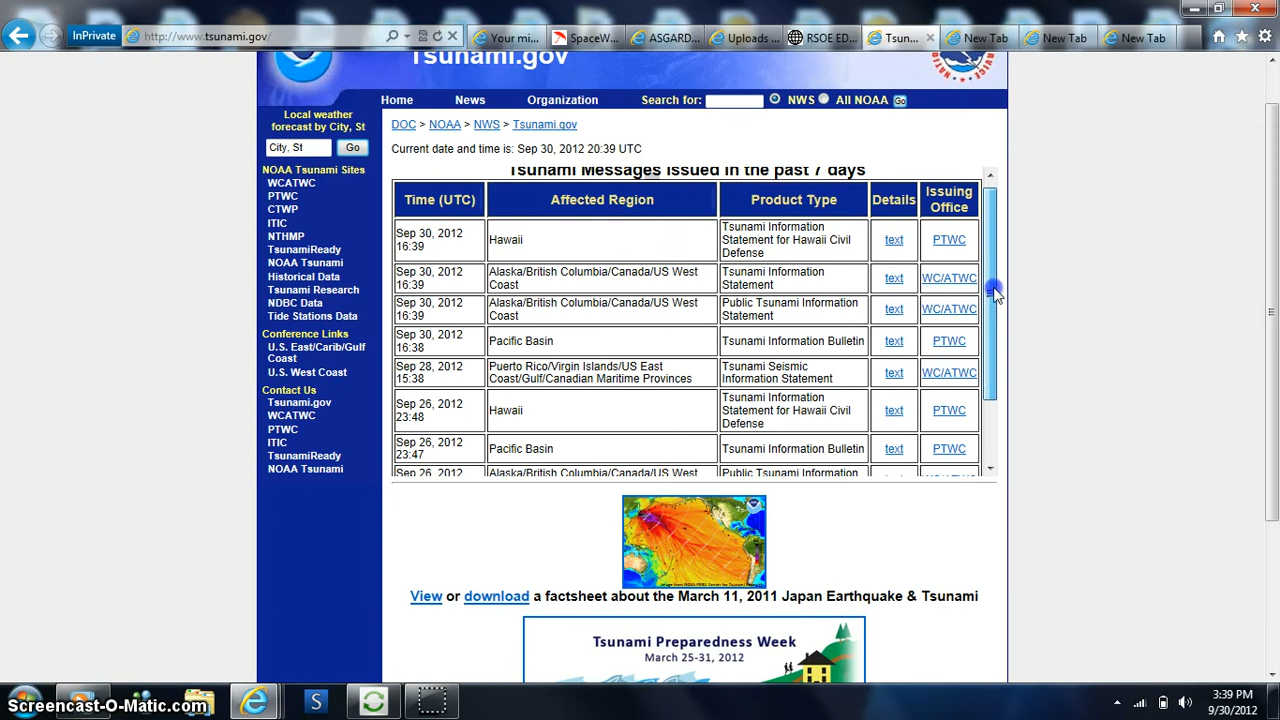 InPrivate
http://www.tsunami.gov/
Your mi...
SpaceW...
ASGARD...
Uploads ...
RSOE ED...
Tsun...
New Tab
New Tab
New Tab
Tsunami.gov
Home
News
Organization
Search for:
NWS
All NOAA
Go
Local weather
forecast by City, St
City, St
Go
NOAA Tsunami Sites
WCATWC
PTWC
CTWP
ITIC
NTHMP
TsunamiReady
NOAA Tsunami
Historical Data
Tsunami Research
NDBC Data
Tide Stations Data
Conference Links
U.S. East/Carib/Gulf
Coast
U.S. West Coast
Contact Us
Tsunami.gov
WCATWC
PTWC
ITIC
TsunamiReady
NOAA Tsunami
DOC > NOAA > NWS > Tsunami.gov
Current date and time is: Sep 30, 2012 20:39 UTC
Tsunami Messages issued in the past 7 days
Time (UTC)
Affected Region
Product Type
Details
Issuing
Office
Sep 30, 2012
16:39
Hawaii
Tsunami Information
Statement for Hawaii Civil
Defense
text
PTWC
Sep 30, 2012
16:39
Alaska/British Columbia/Canada/US West
Coast
Tsunami Information
Statement
text
WC/ATWC
Sep 30, 2012
16:39
Alaska/British Columbia/Canada/US West
Coast
Public Tsunami Information
Statement
text
WC/ATWC
Sep 30, 2012
16:38
Pacific Basin
Tsunami Information Bulletin
text
PTWC
Sep 28, 2012
15:38
Puerto Rico/Virgin Islands/US East
Coast/Gulf/Canadian Maritime Provinces
Tsunami Seismic
Information Statement
text
WC/ATWC
Sep 26, 2012
23:48
Hawaii
Tsunami Information
Statement for Hawaii Civil
Defense
text
PTWC
Sep 26, 2012
23:47
Pacific Basin
Tsunami Information Bulletin
text
PTWC
Sep 26, 2012
Alaska/British Columbia/Canada/US West
Public Tsunami Information
View or download a factsheet about the March 11, 2011 Japan Earthquake & Tsunami
Tsunami Preparedness Week
March 25-31, 2012
Screencast-O-Matic.com
3:39 PM
9/30/2012